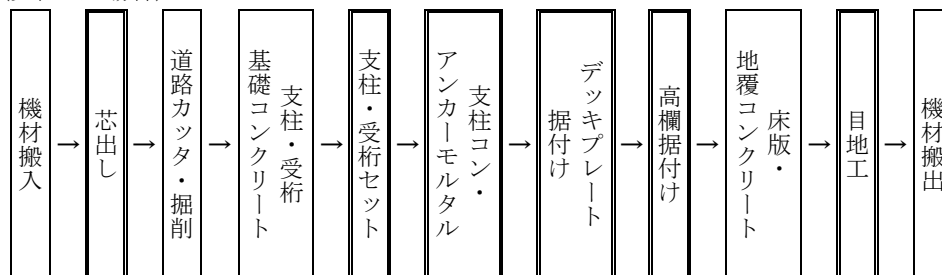 機材搬入
→
芯出し
→
道路カッタ・掘削
→
支柱・受桁
基礎コンクリート
→
支柱・受桁セット
→
支柱コン・
アンカーモルタル
→
デッキプレート
据付け
→
高欄据付け
→
床版・
地覆コンクリート
→
目地工
→
機材搬出